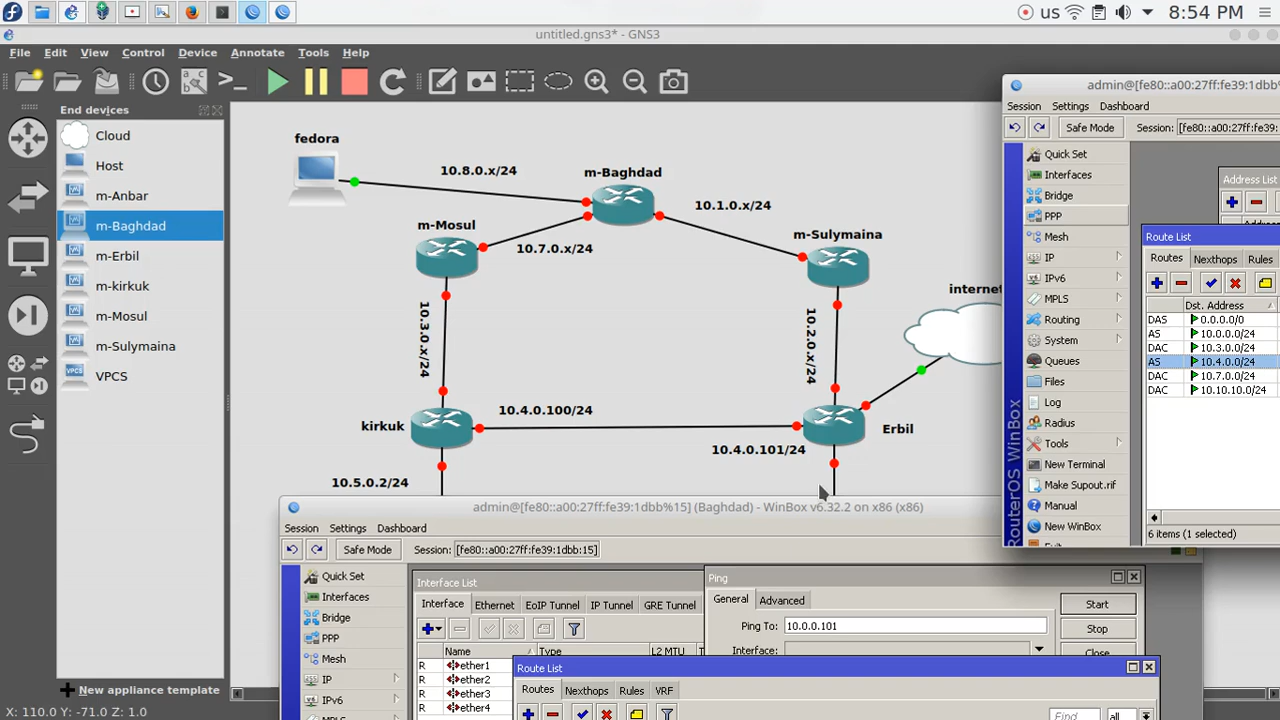 us
8:54 PM
untitled.gns3* - GNS3
File Edit View Control Device Annotate Tools Help
End devices
Cloud
Host
m-Anbar
m-Baghdad
m-Erbil
m-kirkuk
m-Mosul
m-Sulymaina
VPCS
New appliance template
X: 110.0 Y: -71.0 Z: 1.0
fedora
10.8.0.x/24
m-Baghdad
10.1.0.x/24
m-Mosul
10.7.0.x/24
m-Sulymaina
internet
10.3.0.x/24
10.2.0.x/24
kirkuk
10.4.0.100/24
Erbil
10.4.0.101/24
10.5.0.2/24
admin@[fe80::a00:27ff:fe39:1dbb%
Session Settings Dashboard
Safe Mode Session: [fe80::a00:27ff:fe39:1dbb:
RouterOS WinBox
Quick Set
Interfaces
Bridge
PPP
Mesh
IP
IPv6
MPLS
Routing
System
Queues
Files
Log
Radius
Tools
New Terminal
Make Supout.rif
Manual
New WinBox
Address List
Route List
Routes Nexthops Rules
Dst. Address
DAS 0.0.0.0/0
AS 10.0.0.0/24
DAC 10.3.0.0/24
AS 10.4.0.0/24
DAC 10.7.0.0/24
DAC 10.10.10.0/24
6 items (1 selected)
admin@[fe80::a00:27ff:fe39:1dbb%15] (Baghdad) - WinBox v6.32.2 on x86 (x86)
Session Settings Dashboard
Safe Mode Session: [fe80::a00:27ff:fe39:1dbb:15]
Quick Set
Interfaces
Bridge
PPP
Mesh
IP
IPv6
Interface List
Interface Ethernet EoIP Tunnel IP Tunnel GRE Tunnel
Name Type L2 MTU
R ether1
R ether2
R ether3
R ether4
Ping
General Advanced
Ping To: 10.0.0.101
Interface:
Start
Stop
Close
Route List
Routes Nexthops Rules VRF
Find all